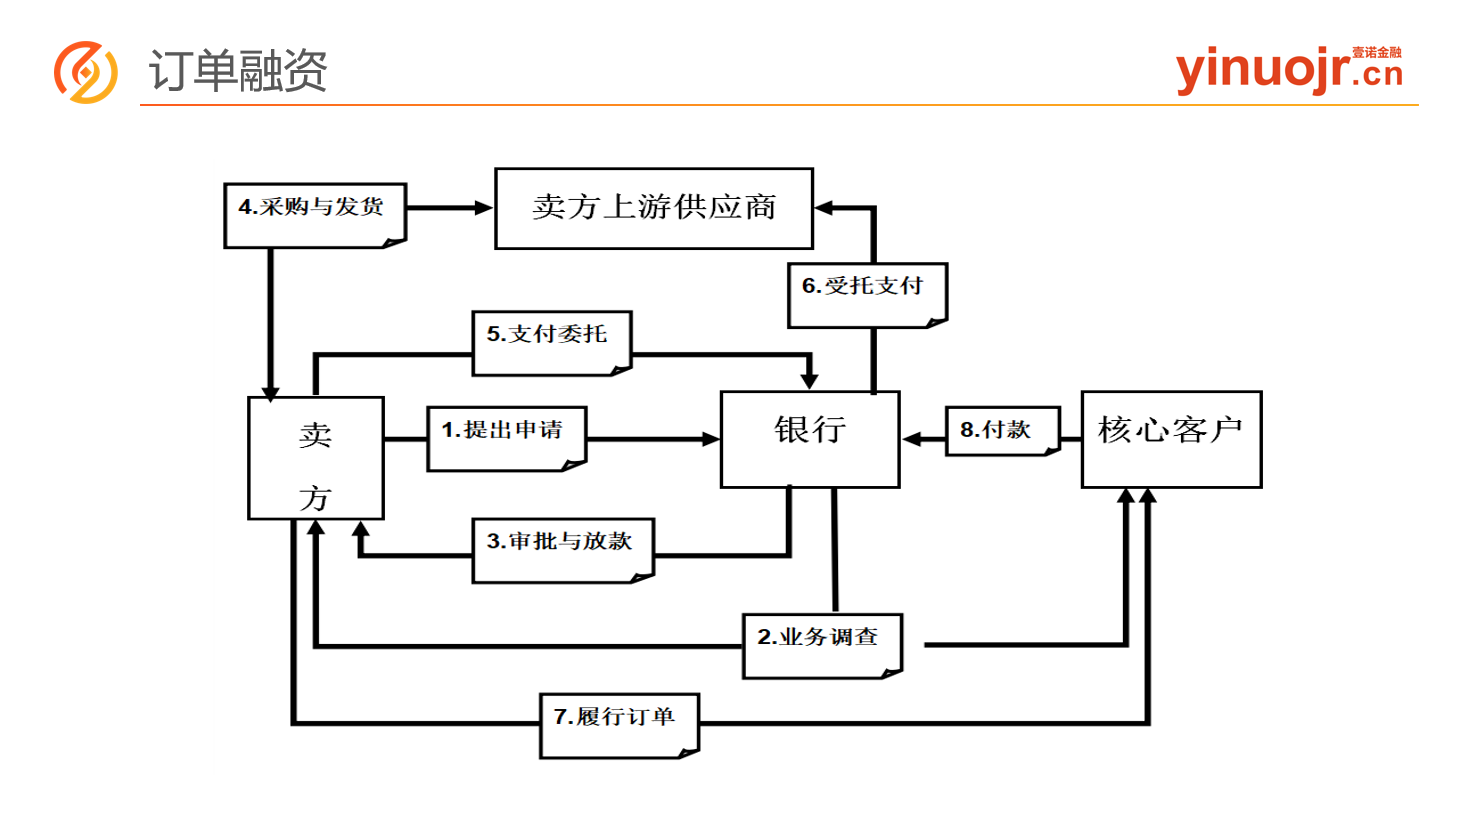 订单融资
yinuojr.cn
壹诺金融
4.采购与发货
卖方上游供应商
6.受托支付
5.支付委托
卖
方
1.提出申请
银行
8.付款
核心客户
3.审批与放款
2.业务调查
7.履行订单